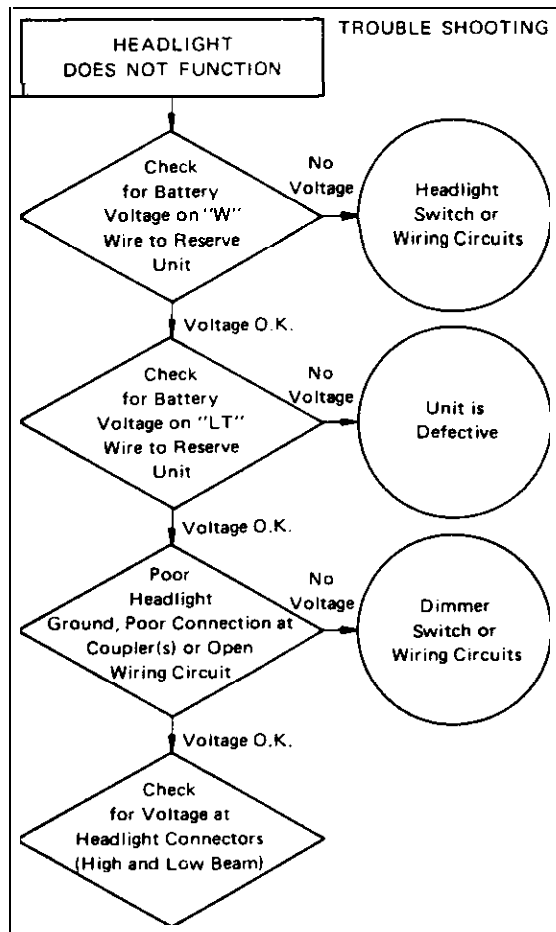 TROUBLE SHOOTING
HEADLIGHT
DOES NOT FUNCTION
Check
for Battery
Voltage on "W"
Wire to Reserve
Unit
No
Voltage
Headlight
Switch or
Wiring Circuits
Voltage O.K.
Check
for Battery
Voltage on "LT"
Wire to Reserve
Unit
No
Voltage
Unit is
Defective
Voltage O.K.
Poor
Headlight
Ground, Poor Connection at
Coupler(s) or Open
Wiring Circuit
No
Voltage
Dimmer
Switch or
Wiring Circuits
Voltage O.K.
Check
for Voltage at
Headlight Connectors
(High and Low Beam)